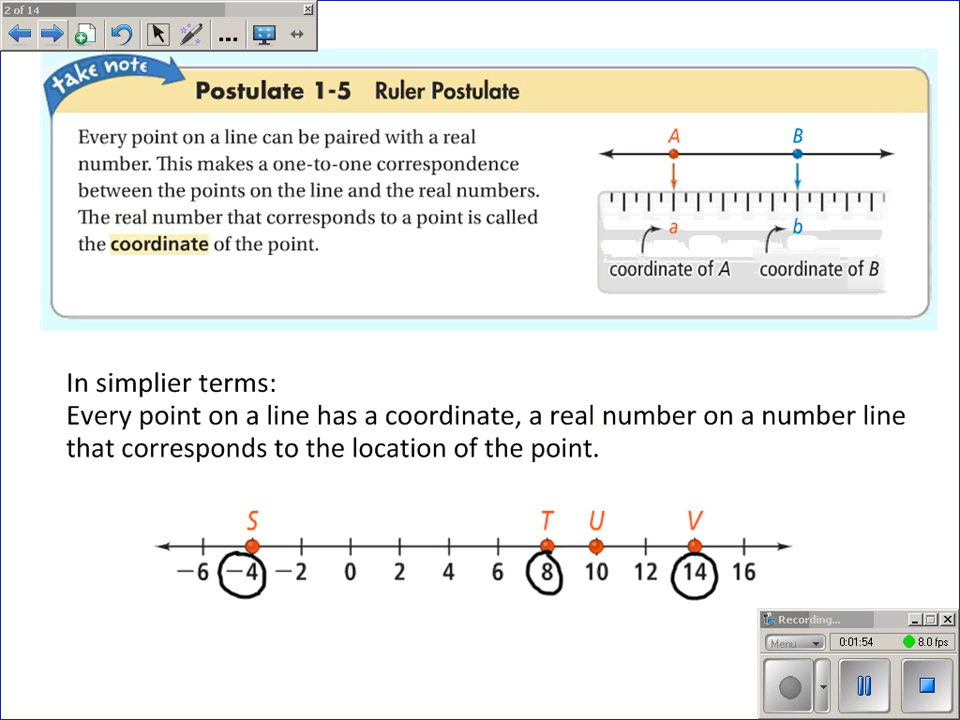 2 of 14
take note
Postulate 1-5 Ruler Postulate
Every point on a line can be paired with a real
number. This makes a one-to-one correspondence
between the points on the line and the real numbers.
The real number that corresponds to a point is called
the coordinate of the point.
A B
a b
coordinate of A coordinate of B
In simplier terms:
Every point on a line has a coordinate, a real number on a number line
that corresponds to the location of the point.
S T U V
−6 −4 −2 0 2 4 6 8 10 12 14 16
Recording...
Menu 0:01:54 8.0 fps